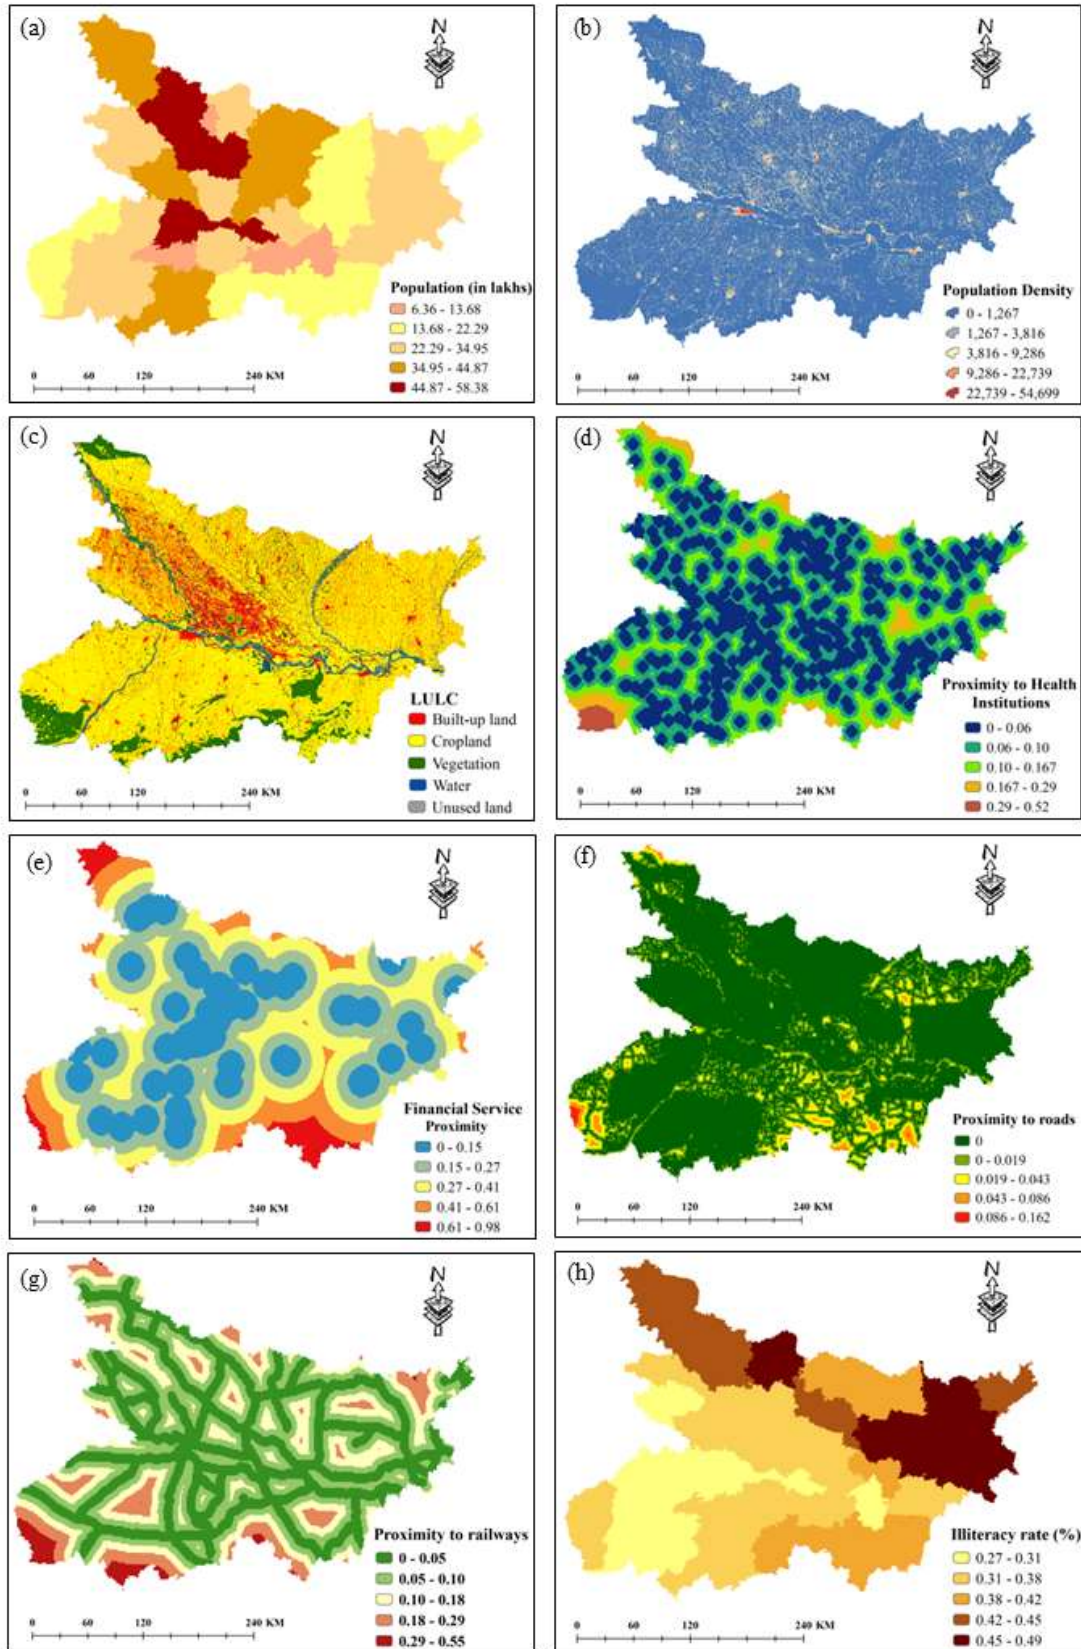 (a)
N
Population (in lakhs)
6.36 - 13.68
13.68 - 22.29
22.29 - 34.95
34.95 - 44.87
44.87 - 58.38
0 60 120 240 KM
(b)
N
Population Density
0 - 1,267
1,267 - 3,816
3,816 - 9,286
9,286 - 22,739
22,739 - 54,699
0 60 120 240 KM
(c)
N
LULC
Built-up land
Cropland
Vegetation
Water
Unused land
0 60 120 240 KM
(d)
N
Proximity to Health
Institutions
0 - 0.06
0.06 - 0.10
0.10 - 0.167
0.167 - 0.29
0.29 - 0.52
0 60 120 240 KM
(e)
N
Financial Service
Proximity
0 - 0.15
0.15 - 0.27
0.27 - 0.41
0.41 - 0.61
0.61 - 0.98
0 60 120 240 KM
(f)
N
Proximity to roads
0
0 - 0.019
0.019 - 0.043
0.043 - 0.086
0.086 - 0.162
0 60 120 240 KM
(g)
N
Proximity to railways
0 - 0.05
0.05 - 0.10
0.10 - 0.18
0.18 - 0.29
0.29 - 0.55
0 60 120 240 KM
(h)
N
Illiteracy rate (%)
0.27 - 0.31
0.31 - 0.38
0.38 - 0.42
0.42 - 0.45
0.45 - 0.49
0 60 120 240 KM